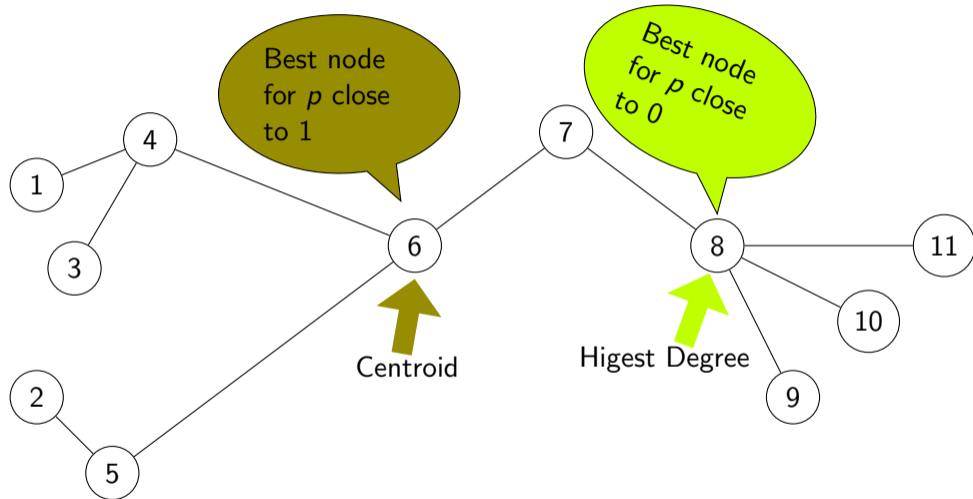 Best node
for p close
to 1
Best node
for p close
to 0
7
4
1
6
8
11
3
10
Centroid
Higest Degree
2
9
5